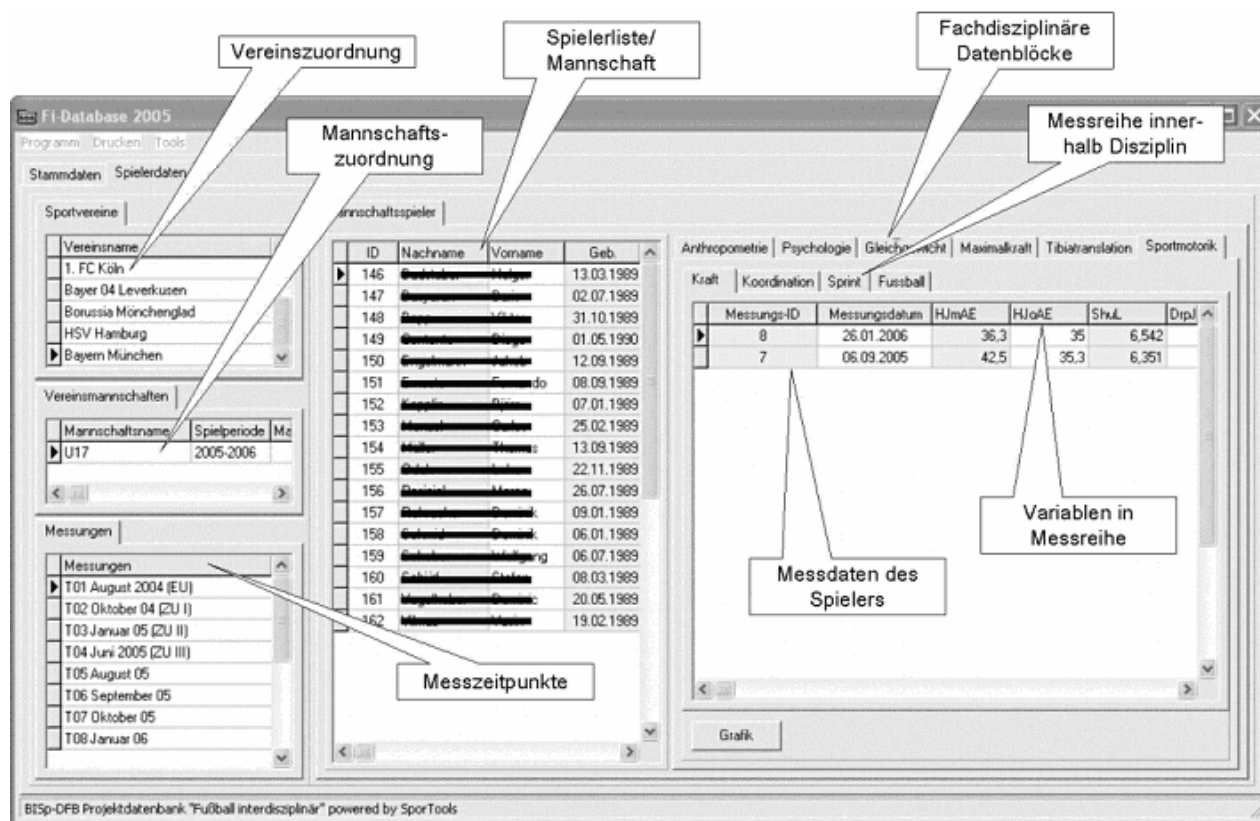 Vereinszuordnung
Spielerliste/
Mannschaft
Fachdisziplinäre
Datenblöcke
Mannschafts-
zuordnung
Messreihe inner-
halb Disziplin
FI-Database 2005
Programm Drucken Tools
Stammdaten Spielerdaten
Sportvereine
Vereinsname
1. FC Köln
Bayer 04 Leverkusen
Borussia Mönchenglad
HSV Hamburg
Bayern München
Vereinsmannschaften
Mannschaftsname Spielperiode Ma
U17 2005-2006
Messungen
Messungen
T01 August 2004 (EU)
T02 Oktober 04 (ZU I)
T03 Januar 05 (ZU II)
T04 Juni 2005 (ZU III)
T05 August 05
T06 September 05
T07 Oktober 05
T08 Januar 06
Messzeitpunkte
annschaftsspieler
ID Nachname Vorname Geb.
146 13.03.1989
147 02.07.1989
148 31.10.1989
149 01.05.1990
150 12.09.1989
151 08.09.1989
152 07.01.1989
153 25.02.1989
154 13.09.1989
155 22.11.1989
156 26.07.1989
157 09.01.1989
158 06.01.1989
159 06.07.1989
160 08.03.1989
161 20.05.1989
162 19.02.1989
Anthropometrie Psychologie Gleichgewicht Maximalkraft Tibiatranslation Sportmotorik
Kraft Koordination Sprint Fussball
Messungs-ID Messungsdatum HJmAE HJoAE ShuL DrpJ
8 26.01.2006 36,3 35 6,542
7 06.09.2005 42,5 35,3 6,351
Variablen in
Messreihe
Messdaten des
Spielers
Grafik
BISp-DFB Projektdatenbank "Fußball interdisziplinär" powered by SporTools